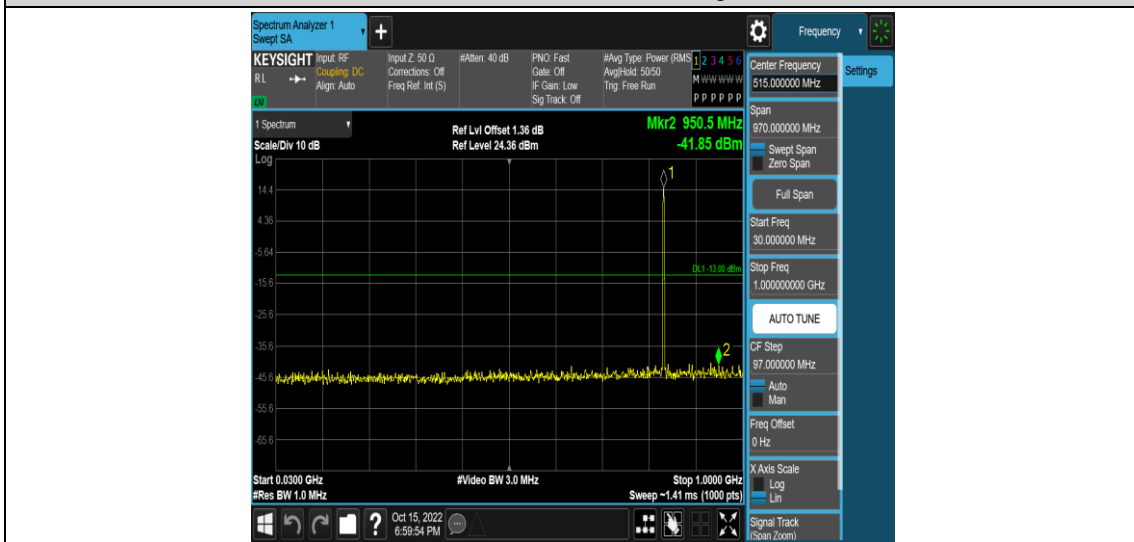 Spectrum Analyzer 1
Swept SA
+
Frequency
KEYSIGHT
RL
LXI
Input: RF
Coupling: DC
Align: Auto
Input Z: 50 Ω
Corrections: Off
Freq Ref: Int (S)
#Atten: 40 dB
PNO: Fast
Gate: Off
IF Gain: Low
Sig Track: Off
#Avg Type: Power (RMS
Avg|Hold: 50/50
Trig: Free Run
1 2 3 4 5 6
M W W W W W
P P P P P P
Center Frequency
515.000000 MHz
Settings
1 Spectrum
Scale/Div 10 dB
Ref Lvl Offset 1.36 dB
Ref Level 24.36 dBm
Mkr2 950.5 MHz
-41.85 dBm
Span
970.000000 MHz
Swept Span
Zero Span
Full Span
Start Freq
30.000000 MHz
Stop Freq
1.000000000 GHz
AUTO TUNE
CF Step
97.000000 MHz
Auto
Man
Freq Offset
0 Hz
X Axis Scale
Log
Lin
Signal Track
(Span Zoom)
Log
1
14.4
4.36
-5.64
DL1 -13.00 dBm
-15.6
-25.6
-35.6
2
-45.6
-55.6
-65.6
Start 0.0300 GHz
#Video BW 3.0 MHz
Stop 1.0000 GHz
#Res BW 1.0 MHz
Sweep ~1.41 ms (1000 pts)
?
Oct 15, 2022
6:59:54 PM